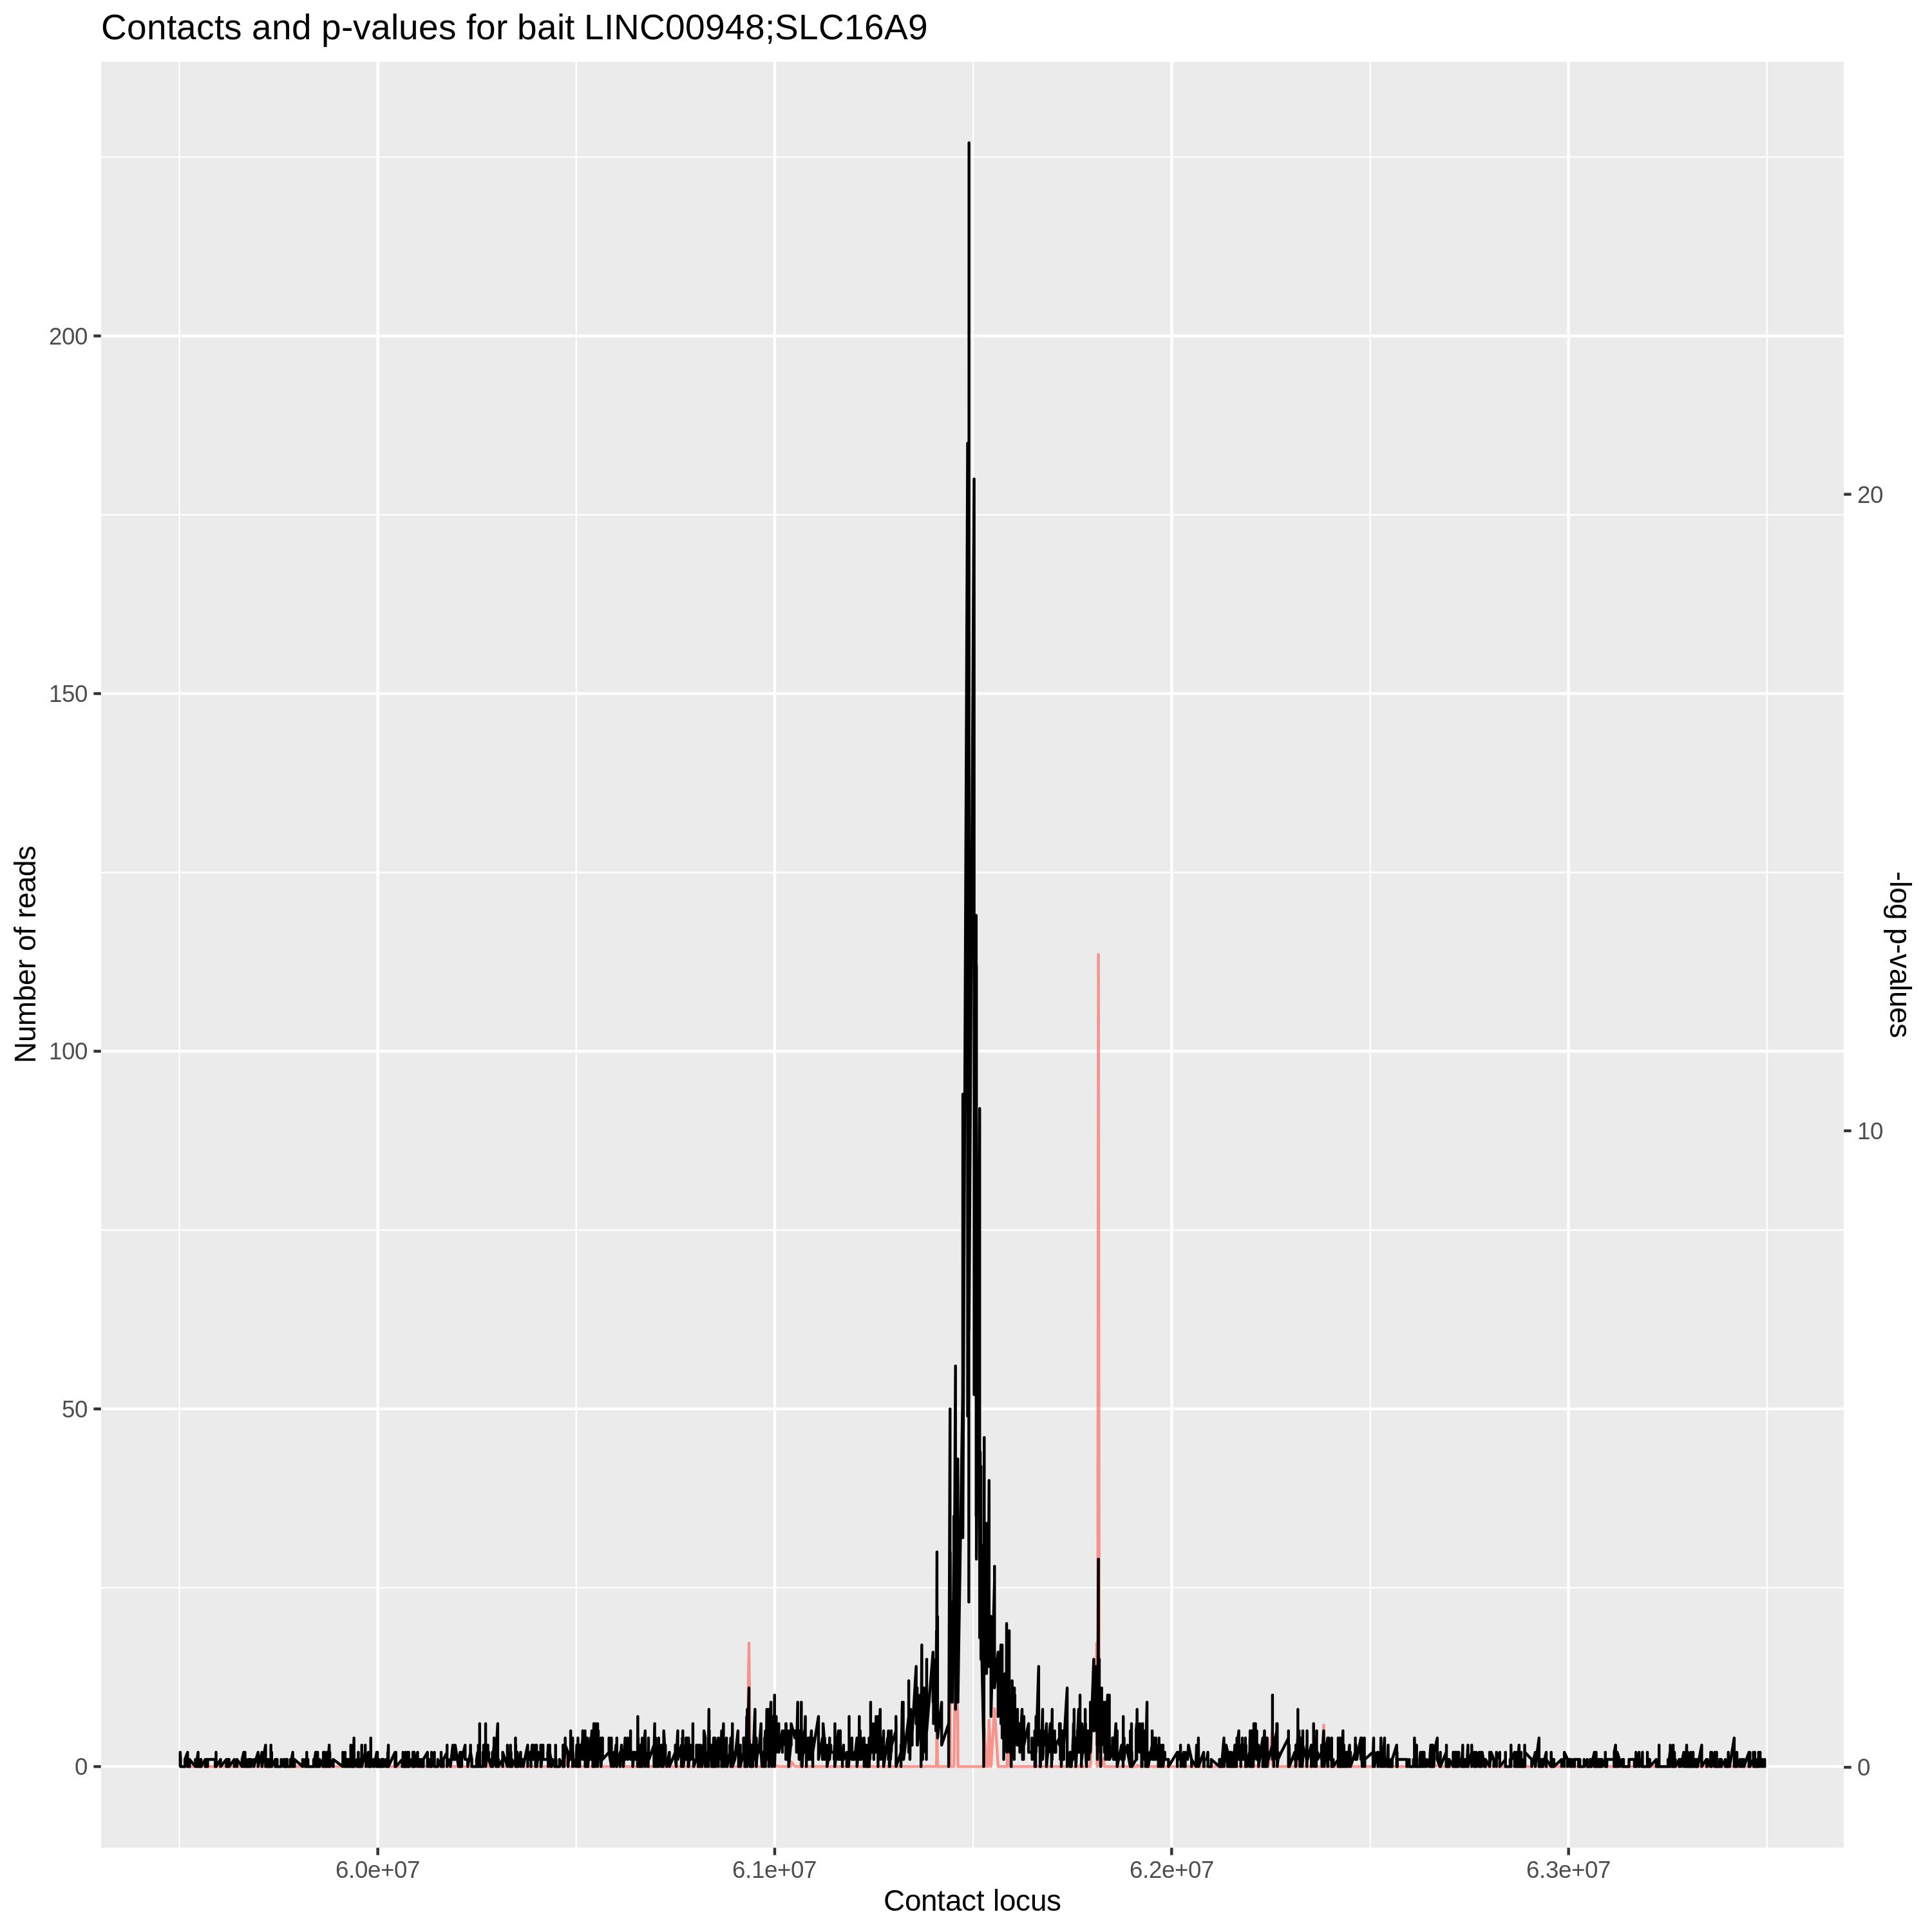 Contacts and p-values for bait LINC00948;SLC16A9
200
150
100
50
0
20
10
0
Number of reads
-log p-values
6.0e+07
6.1e+07
6.2e+07
6.3e+07
Contact locus